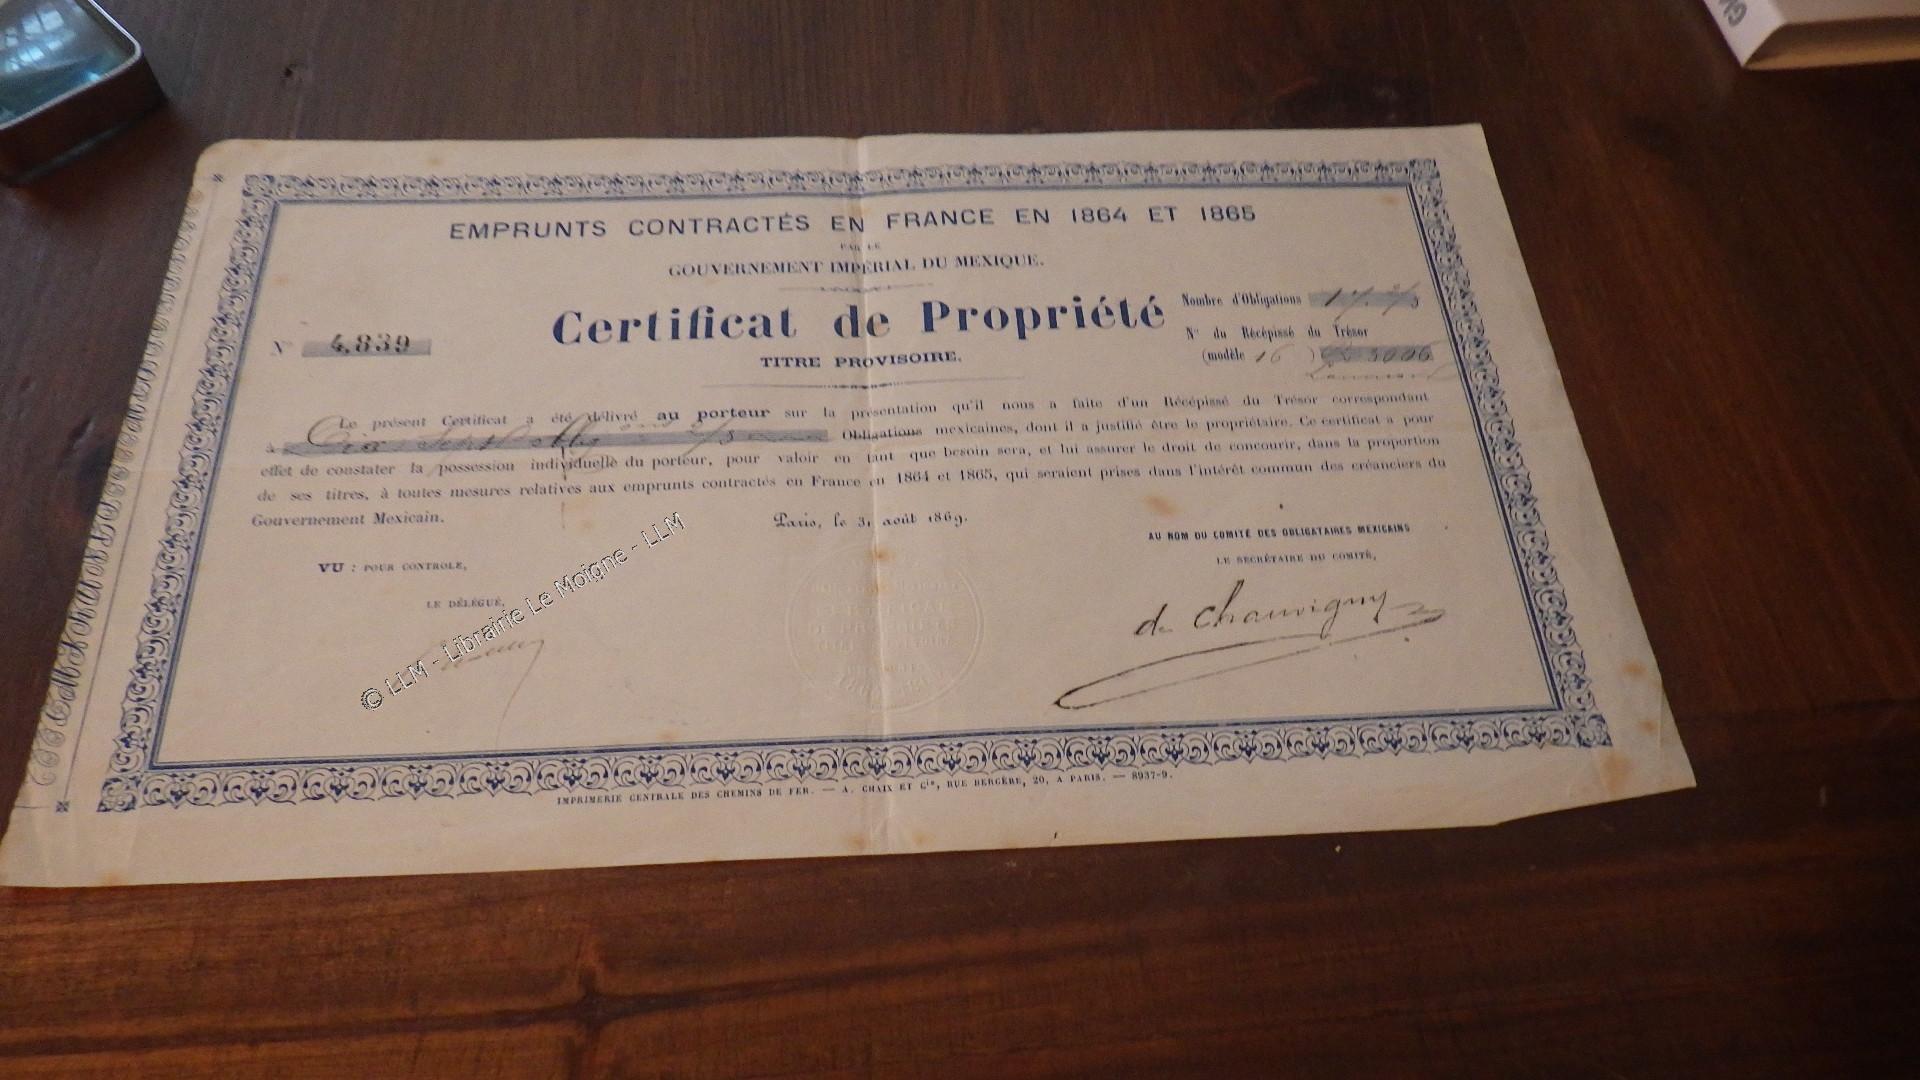 EMPRUNTS CONTRACTÉS EN FRANCE EN 1864 ET 1865
PAR LE
GOUVERNEMENT IMPÉRIAL DU MEXIQUE.
Certificat de Propriété
TITRE PROVISOIRE.
N° 4,839
Nombre d'Obligations 17. 2/3
N° du Récépissé du Trésor
(modèle 16)
Le présent Certificat a été délivré au porteur sur la présentation qu'il nous a faite d'un Récépissé du Trésor correspondant
à Dix Sept Obligations mexicaines, dont il a justifié être le propriétaire. Ce certificat a pour
effet de constater la possession individuelle du porteur, pour valoir en tant que besoin sera, et lui assurer le droit de concourir, dans la proportion
de ses titres, à toutes mesures relatives aux emprunts contractés en France en 1864 et 1865, qui seraient prises dans l'intérêt commun des créanciers du
Gouvernement Mexicain.
Paris, le 31 août 1869.
VU : POUR CONTROLE,
LE DÉLÉGUÉ,
AU NOM DU COMITÉ DES OBLIGATAIRES MEXICAINS
LE SECRÉTAIRE DU COMITÉ,
de Chauvigny
© LLM - Librairie Le Moigne - LLM
IMPRIMERIE CENTRALE DES CHEMINS DE FER. — A. CHAIX ET Cie, RUE BERGÈRE, 20, A PARIS. — 8937-9.